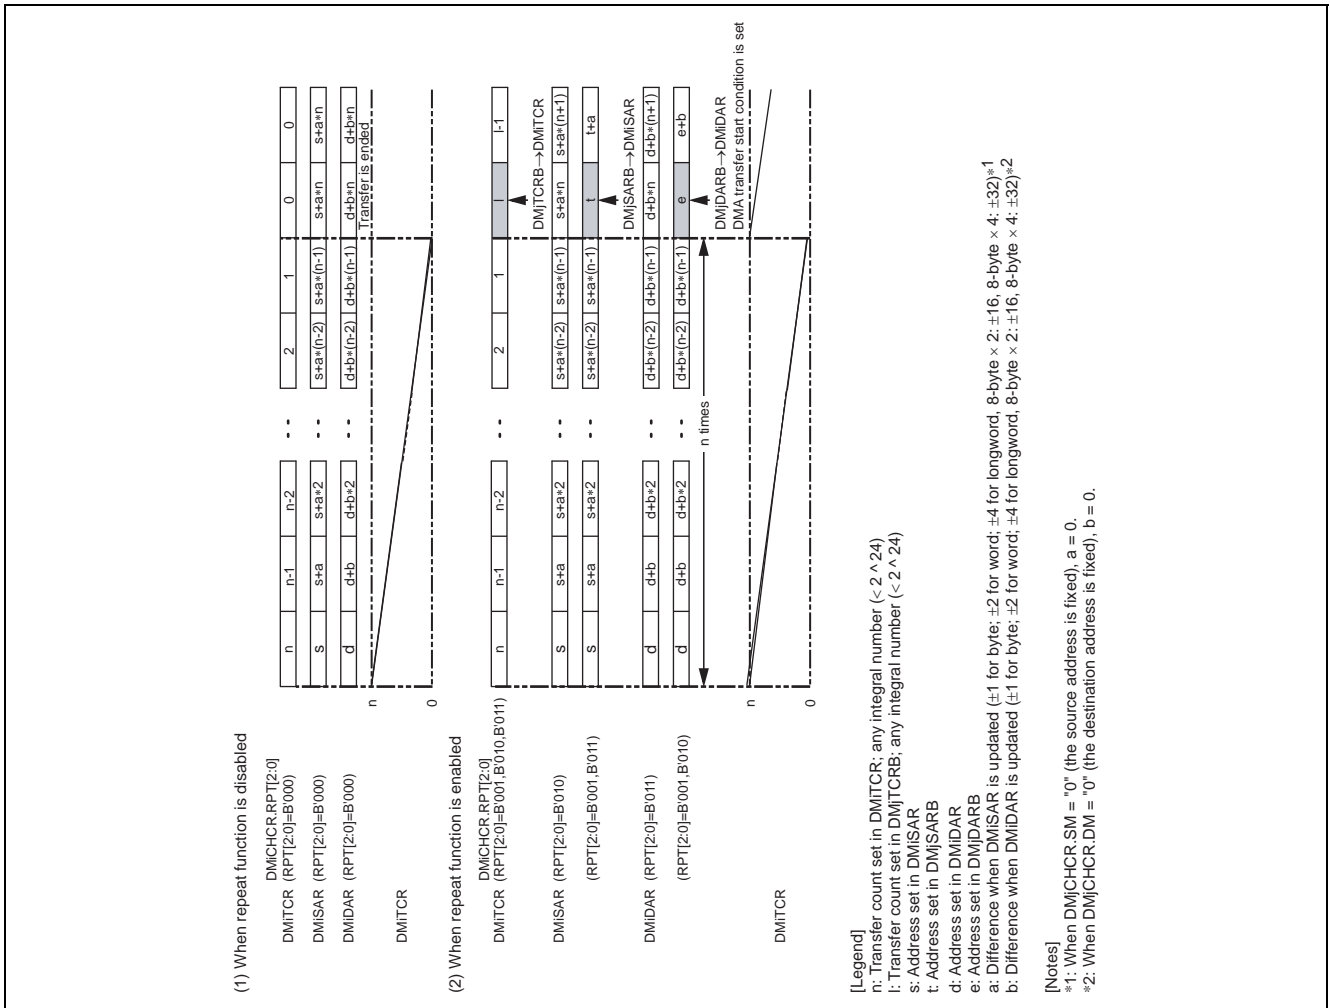 (1) When repeat function is disabled
DMiCHCR.RPT[2:0]
DMiTCR (RPT[2:0]=B'000) n n-1 n-2 - - 2 1 0 0
DMiSAR (RPT[2:0]=B'000) s s+a s+a*2 s+a*(n-2) s+a*(n-1) s+a*n s+a*n
DMiDAR (RPT[2:0]=B'000) d d+b d+b*2 - - d+b*(n-2) d+b*(n-1) d+b*n d+b*n
Transfer is ended
n
DMiTCR
0
(2) When repeat function is enabled
DMiCHCR.RPT[2:0]
DMiTCR (RPT[2:0]=B'001,B'010,B'011) n n-1 n-2 - - 2 1 l l-1
DMjTCRB→DMiTCR
DMiSAR (RPT[2:0]=B'010) s s+a s+a*2 s+a*(n-2) s+a*(n-1) s+a*n s+a*(n+1)
(RPT[2:0]=B'001,B'011) s s+a s+a*2 - - s+a*(n-2) s+a*(n-1) t t+a
DMjSARB→DMiSAR
DMiDAR (RPT[2:0]=B'011) d d+b d+b*2 d+b*(n-2) d+b*(n-1) d+b*n d+b*(n+1)
(RPT[2:0]=B'001,B'010) d d+b d+b*2 - - d+b*(n-2) d+b*(n-1) e e+b
n times
DMjDARB→DMiDAR
DMA transfer start condition is set
n
DMiTCR
0
[Legend]
n: Transfer count set in DMiTCR; any integral number (< 2 ^ 24)
l: Transfer count set in DMjTCRB; any integral number (< 2 ^ 24)
s: Address set in DMiSAR
t: Address set in DMjSARB
d: Address set in DMiDAR
e: Address set in DMjDARB
a: Difference when DMiSAR is updated (±1 for byte; ±2 for word; ±4 for longword, 8-byte × 2: ±16, 8-byte × 4: ±32)*1
b: Difference when DMiDAR is updated (±1 for byte; ±2 for word; ±4 for longword, 8-byte × 2: ±16, 8-byte × 4: ±32)*2
[Notes]
*1: When DMjCHCR.SM = "0" (the source address is fixed), a = 0.
*2: When DMjCHCR.DM = "0" (the destination address is fixed), b = 0.